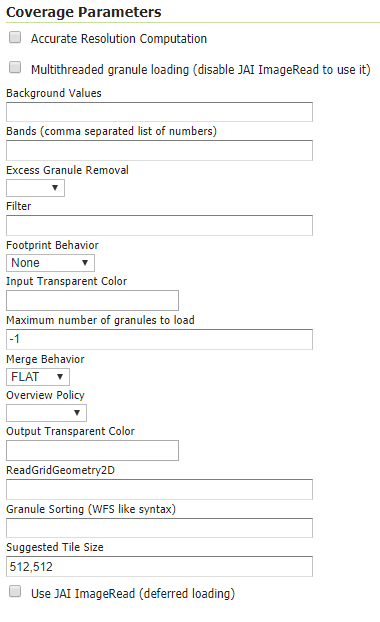 Coverage Parameters
Accurate Resolution Computation
Multithreaded granule loading (disable JAI ImageRead to use it)
Background Values
Bands (comma separated list of numbers)
Excess Granule Removal
Filter
Footprint Behavior
None
Input Transparent Color
Maximum number of granules to load
-1
Merge Behavior
FLAT
Overview Policy
Output Transparent Color
ReadGridGeometry2D
Granule Sorting (WFS like syntax)
Suggested Tile Size
512,512
Use JAI ImageRead (deferred loading)